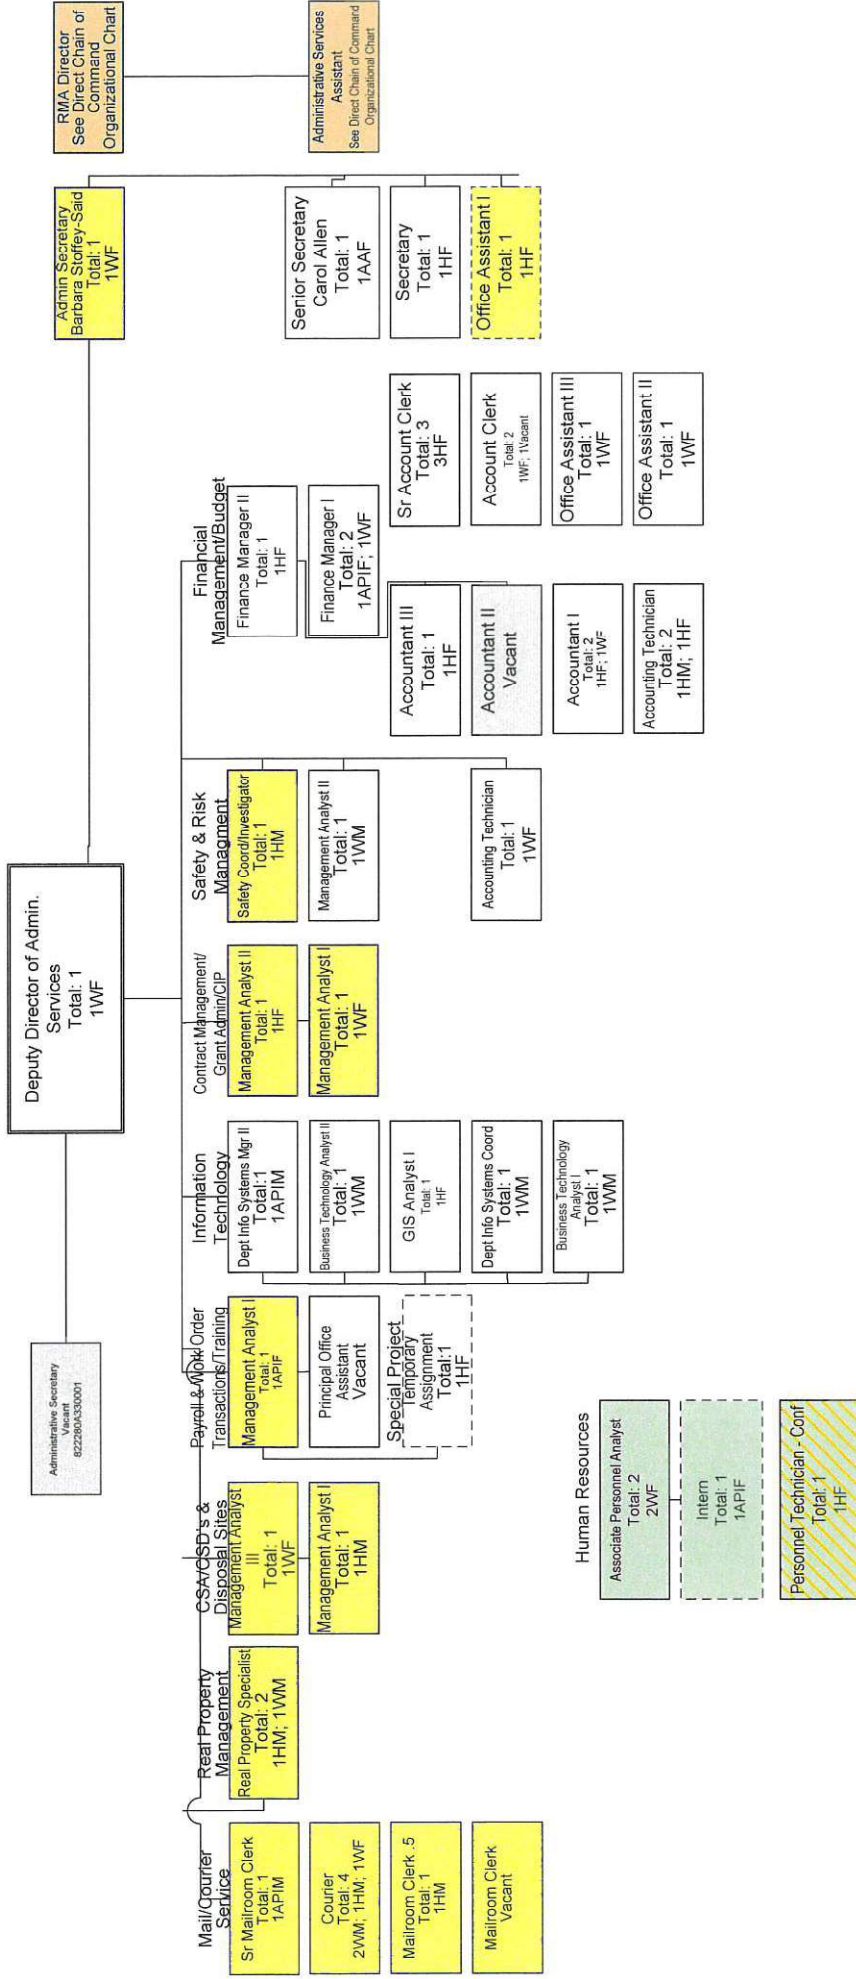 Administrative Secretary
Vacant
822280A330001
Deputy Director of Admin.
Services
Total: 1
1WF
Admin Secretary
Barbara Stoffey-Said
Total: 1
1WF
RMA Director
See Direct Chain of
Command
Organizational Chart
Administrative Services
Assistant
See Direct Chain of Command
Organizational Chart
Senior Secretary
Carol Allen
Total: 1
1AAF
Secretary
Total: 1
1HF
Office Assistant I
Total: 1
1HF
Mail/Courier
Service
Sr Mailroom Clerk
Total: 1
1APIM
Courier
Total: 4
2WM; 1HM; 1WF
Mailroom Clerk .5
Total: 1
1HM
Mailroom Clerk
Vacant
Real Property
Management
Real Property Specialist
Total: 2
1HM; 1WM
CSA/CSD's &
Disposal Sites
Management Analyst
III
Total: 1
1WF
Management Analyst I
Total: 1
1HM
Payroll & Work Order
Transactions/Training
Management Analyst I
Total: 1
1APIF
Principal Office
Assistant
Vacant
Special Project
Temporary
Assignment
Total:1
1HF
Information
Technology
Dept Info Systems Mgr II
Total:1
1APIM
Business Technology Analyst II
Total: 1
1WM
GIS Analyst I
Total: 1
1HF
Dept Info Systems Coord
Total: 1
1WM
Business Technology
Analyst I
Total: 1
1WM
Contract Management/
Grant Admin/CIP
Management Analyst II
Total: 1
1HF
Management Analyst I
Total: 1
1WF
Safety & Risk
Managment
Safety Coord/Investigator
Total: 1
1HM
Management Analyst II
Total: 1
1WM
Accounting Technician
Total: 1
1WF
Financial
Management/Budget
Finance Manager II
Total: 1
1HF
Finance Manager I
Total: 2
1APIF; 1WF
Accountant III
Total: 1
1HF
Accountant II
Vacant
Accountant I
Total: 2
1HF; 1WF
Accounting Technician
Total: 2
1HM; 1HF
Sr Account Clerk
Total: 3
3HF
Account Clerk
Total: 2
1WF; 1Vacant
Office Assistant III
Total: 1
1WF
Office Assistant II
Total: 1
1WF
Human Resources
Associate Personnel Analyst
Total: 2
2WF
Intern
Total: 1
1APIF
Personnel Technician - Conf
Total: 1
1HF